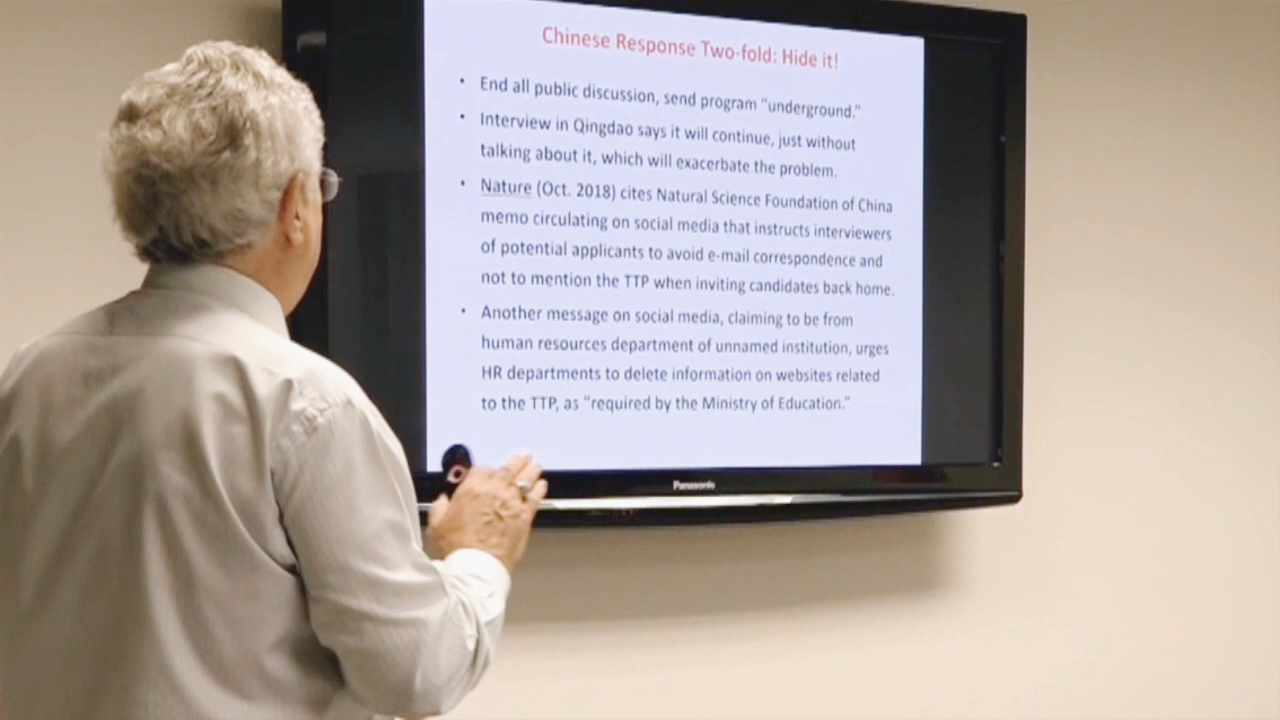 Chinese Response Two-fold: Hide it!
• End all public discussion, send program “underground.”
• Interview in Qingdao says it will continue, just without
talking about it, which will exacerbate the problem.
• Nature (Oct. 2018) cites Natural Science Foundation of China
memo circulating on social media that instructs interviewers
of potential applicants to avoid e-mail correspondence and
not to mention the TTP when inviting candidates back home.
• Another message on social media, claiming to be from
human resources department of unnamed institution, urges
HR departments to delete information on websites related
to the TTP, as “required by the Ministry of Education.”
Panasonic